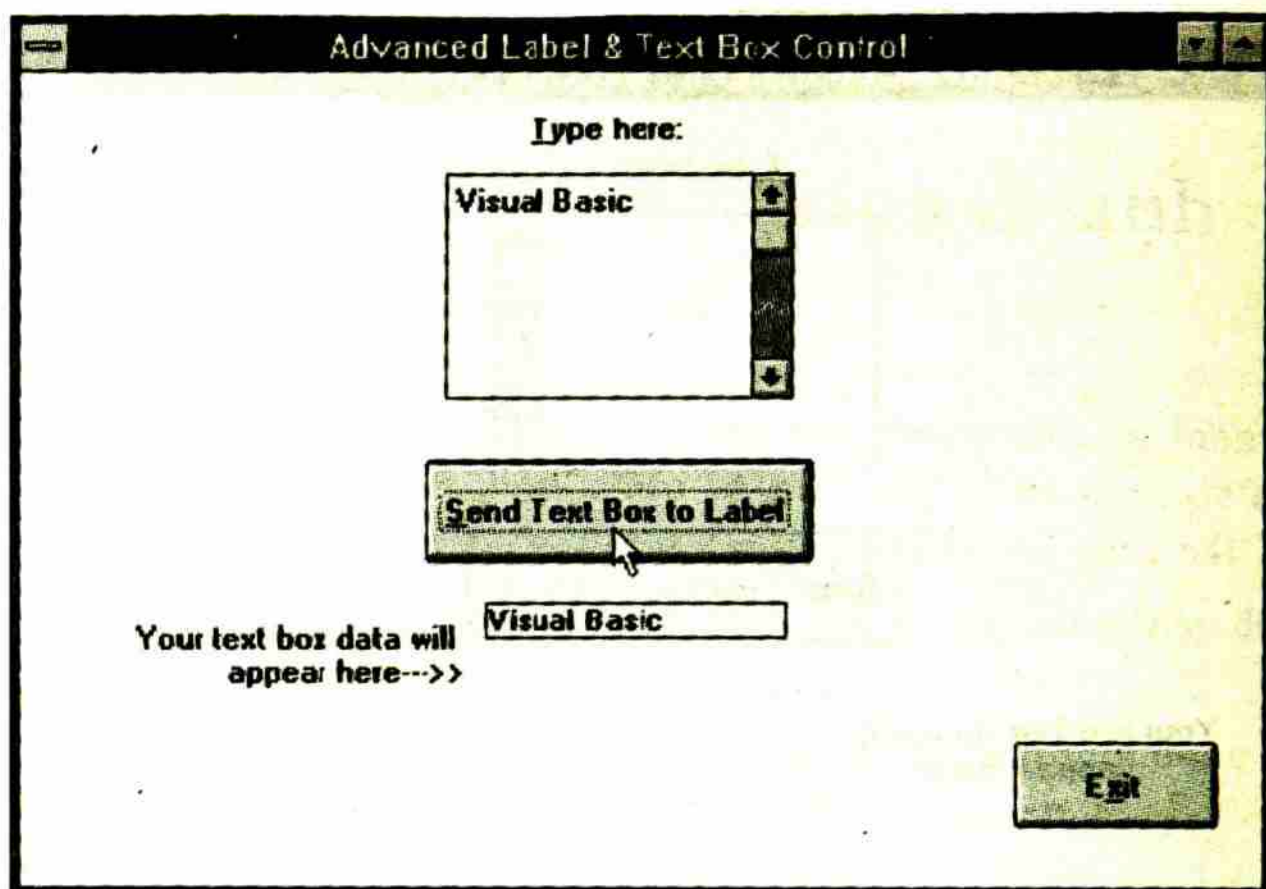 Advanced Label & Text Box Control
Type here:
Visual Basic
Send Text Box to Label
Your text box data will
appear here--->>
Visual Basic
Exit